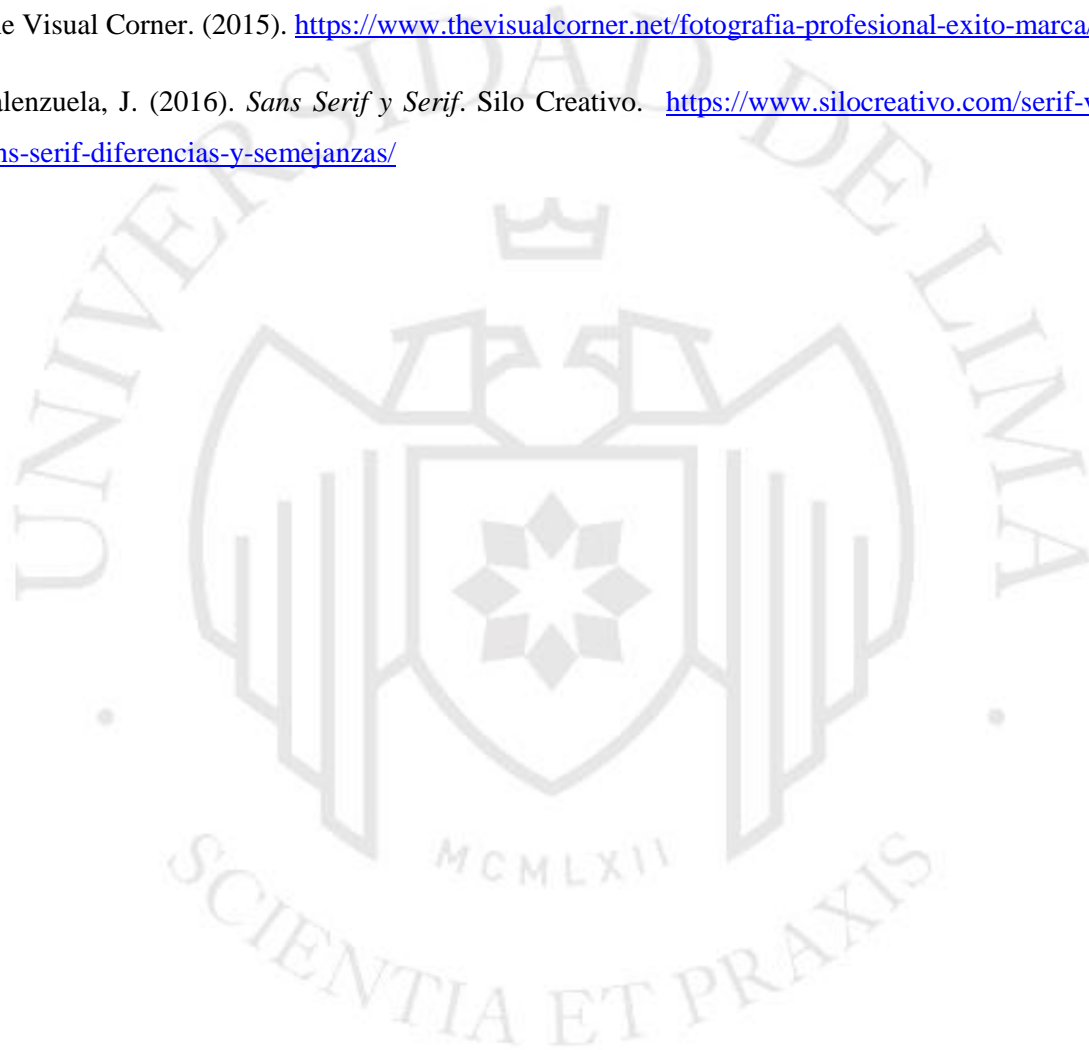 he Visual Corner. (2015). https://www.thevisualcorner.net/fotografia-profesional-exito-marca/
alenzuela, J. (2016). Sans Serif y Serif. Silo Creativo. https://www.silocreativo.com/serif-v
ns-serif-diferencias-y-semejanzas/
UNIVERSIDAD DE LIMA
MCMLXII
SCIENTIA ET PRAXIS